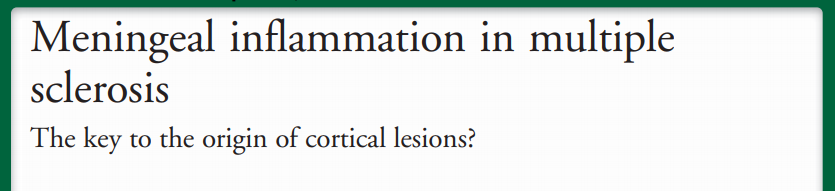 Meningeal inflammation in multiple
sclerosis
The key to the origin of cortical lesions?